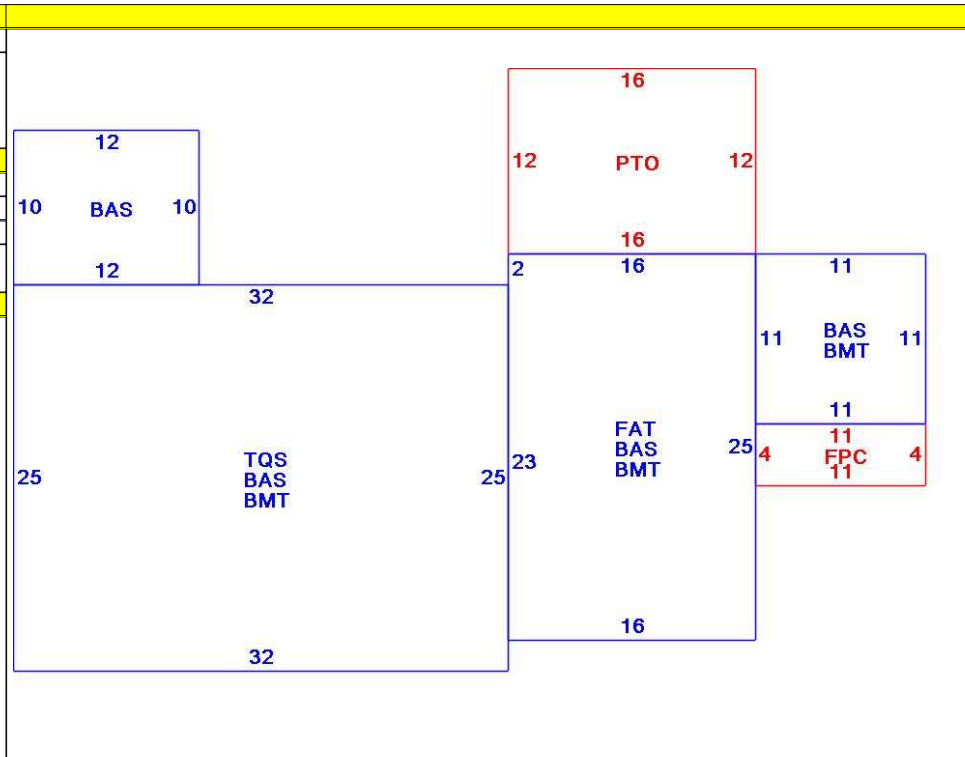 16
12 PTO 12
16
12
10 BAS 10
12
32
25 25
TQS
BAS
BMT
32
2 16
23 25
FAT
BAS
BMT
16
11
11 11
BAS
BMT
11
11
4 FPC 4
11